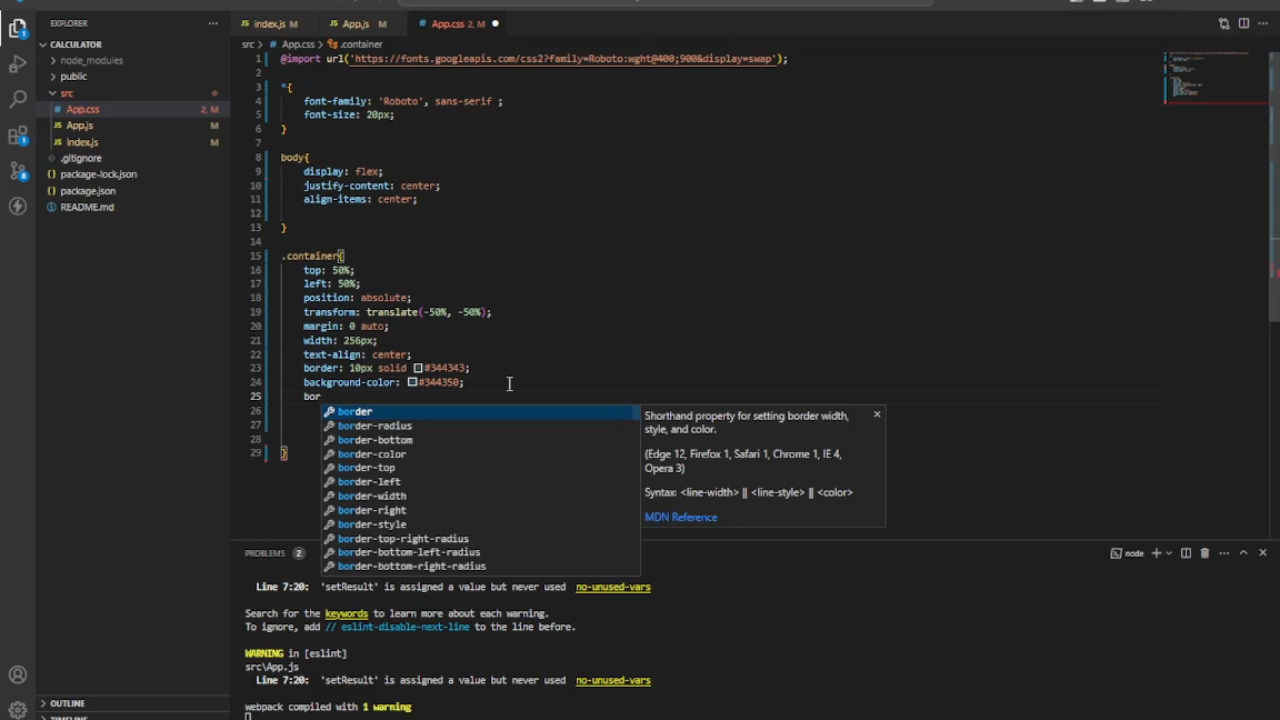 EXPLORER
CALCULATOR
node_modules
public
src
App.css 2, M
App.js M
index.js M
.gitignore
package-lock.json
package.json
README.md
OUTLINE
index.js M App.js M App.css 2, M
src > App.css > .container
1 @import url('https://fonts.googleapis.com/css2?family=Roboto:wght@400;900&display=swap');
2
3 *{
4 font-family: 'Roboto', sans-serif ;
5 font-size: 20px;
6 }
7
8 body{
9 display: flex;
10 justify-content: center;
11 align-items: center;
12
13 }
14
15 .container{
16 top: 50%;
17 left: 50%;
18 position: absolute;
19 transform: translate(-50%, -50%);
20 margin: 0 auto;
21 width: 256px;
22 text-align: center;
23 border: 10px solid #344343;
24 background-color: #344350;
25 bor
26
27
28
29 }
border
border-radius
border-bottom
border-color
border-top
border-left
border-width
border-right
border-style
border-top-right-radius
border-bottom-left-radius
border-bottom-right-radius
Shorthand property for setting border width,
style, and color.
(Edge 12, Firefox 1, Safari 1, Chrome 1, IE 4,
Opera 3)
Syntax: <line-width> || <line-style> || <color>
MDN Reference
PROBLEMS 2
node
Line 7:20: 'setResult' is assigned a value but never used no-unused-vars
Search for the keywords to learn more about each warning.
To ignore, add // eslint-disable-next-line to the line before.
WARNING in [eslint]
src\App.js
Line 7:20: 'setResult' is assigned a value but never used no-unused-vars
webpack compiled with 1 warning